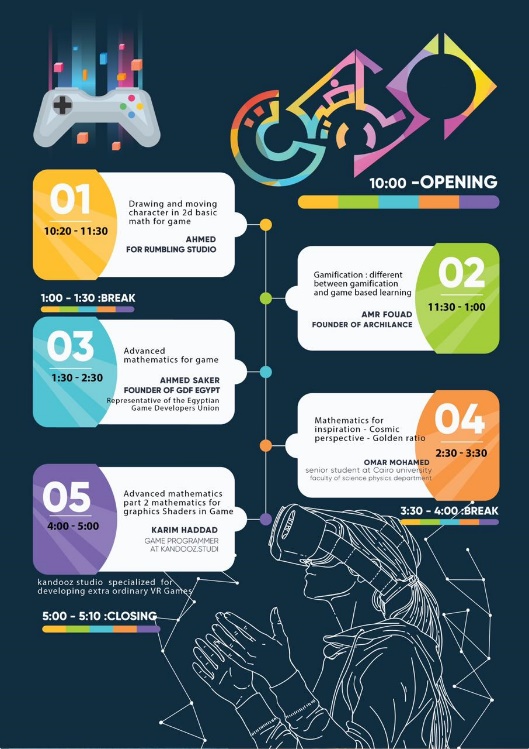 10:00 -OPENING
01
10:20 - 11:30
Drawing and moving
character in 2d basic
math for game
AHMED
FOR RUMBLING STUDIO
02
11:30 - 1:00
Gamification : different
between gamification
and game based learning
AMR FOUAD
FOUNDER OF ARCHILANCE
1:00 - 1:30 :BREAK
03
1:30 - 2:30
Advanced
mathematics for game
AHMED SAKER
FOUNDER OF GDF EGYPT
Representative of the Egyptian
Game Developers Union
04
2:30 - 3:30
Mathematics for
inspiration - Cosmic
perspective - Golden ratio
OMAR MOHAMED
senior student at Cairo university
faculty of science physics department
3:30 - 4:00 :BREAK
05
4:00 - 5:00
Advanced mathematics
part 2 mathematics for
graphics Shaders in Game
KARIM HADDAD
GAME PROGRAMMER
AT KANDOOZ.STUDI
kandooz studio specialized for
developing extra ordinary VR Games
5:00 - 5:10 :CLOSING